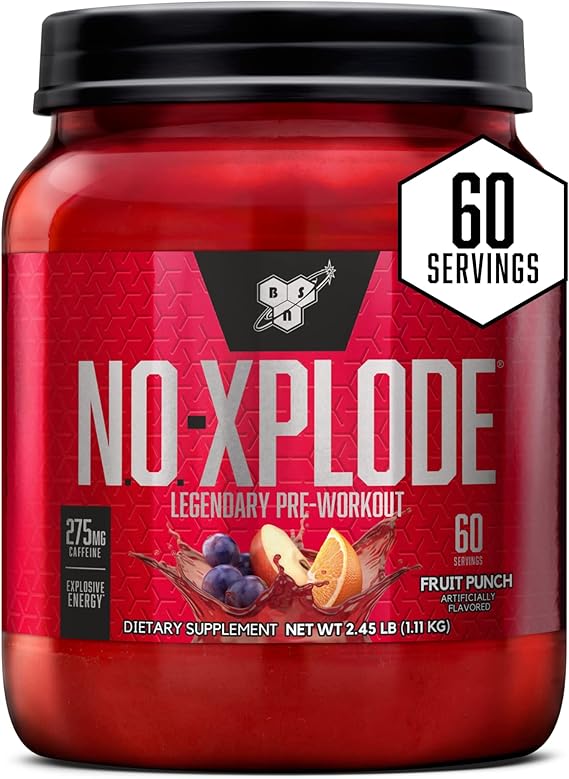 60
SERVINGS
B S
n
N.O.-XPLODE®
LEGENDARY PRE-WORKOUT
275MG
CAFFEINE
EXPLOSIVE
ENERGY*
60
SERVINGS
FRUIT PUNCH
ARTIFICIALLY
FLAVORED
DIETARY SUPPLEMENT NET WT 2.45 LB (1.11 KG)